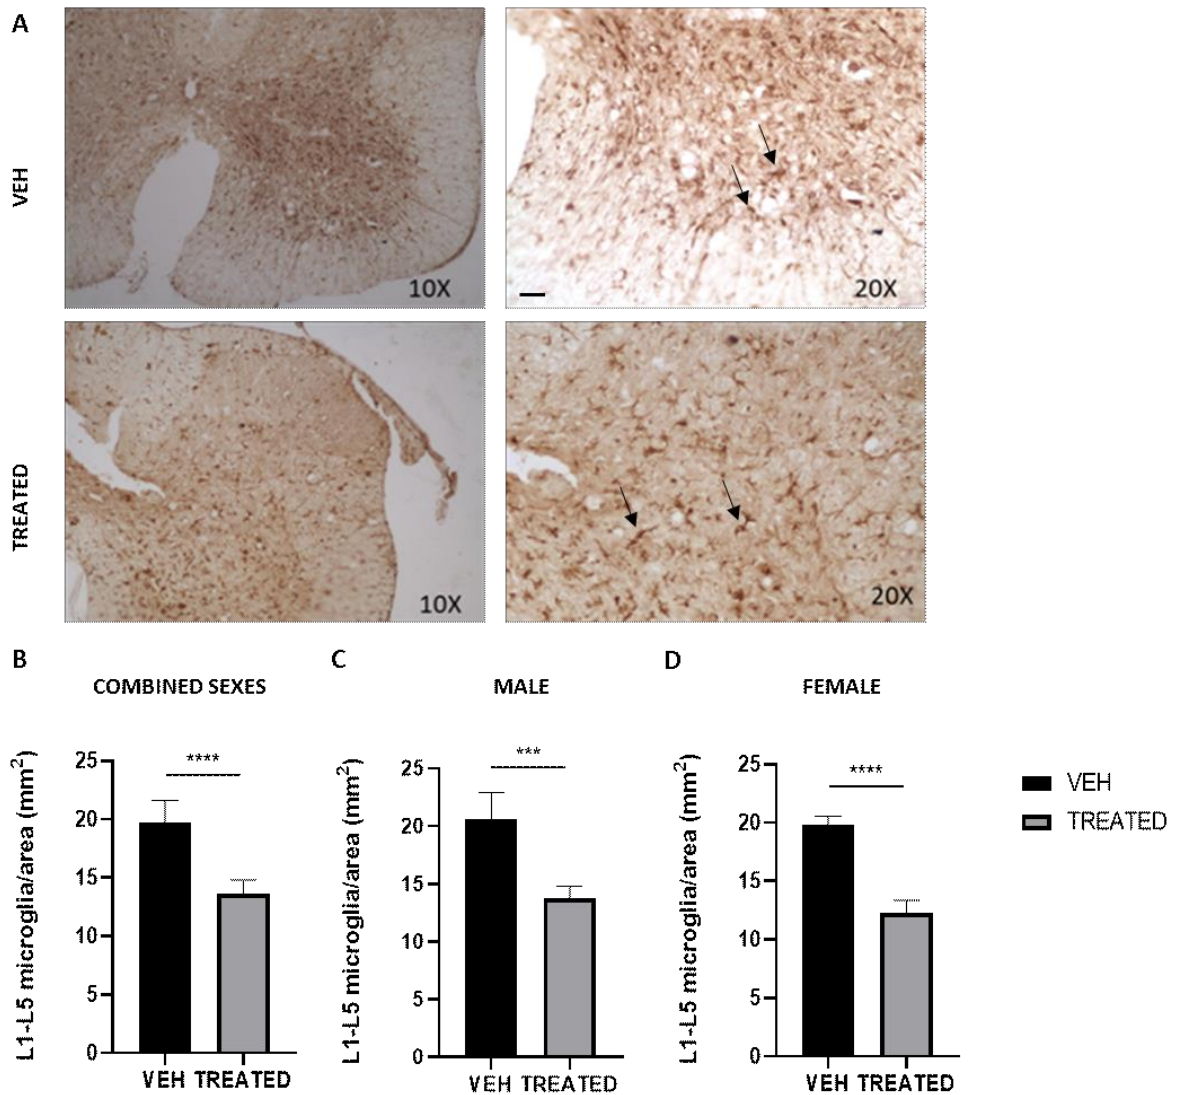 A
VEH
10X
20X
TREATED
10X
20X
B
COMBINED SEXES
L1-L5 microglia/area (mm²)
25
20
15
10
5
0
****
VEH TREATED
C
MALE
L1-L5 microglia/area (mm²)
25
20
15
10
5
0
***
VEH TREATED
D
FEMALE
L1-L5 microglia/area (mm²)
25
20
15
10
5
0
****
VEH TREATED
VEH
TREATED